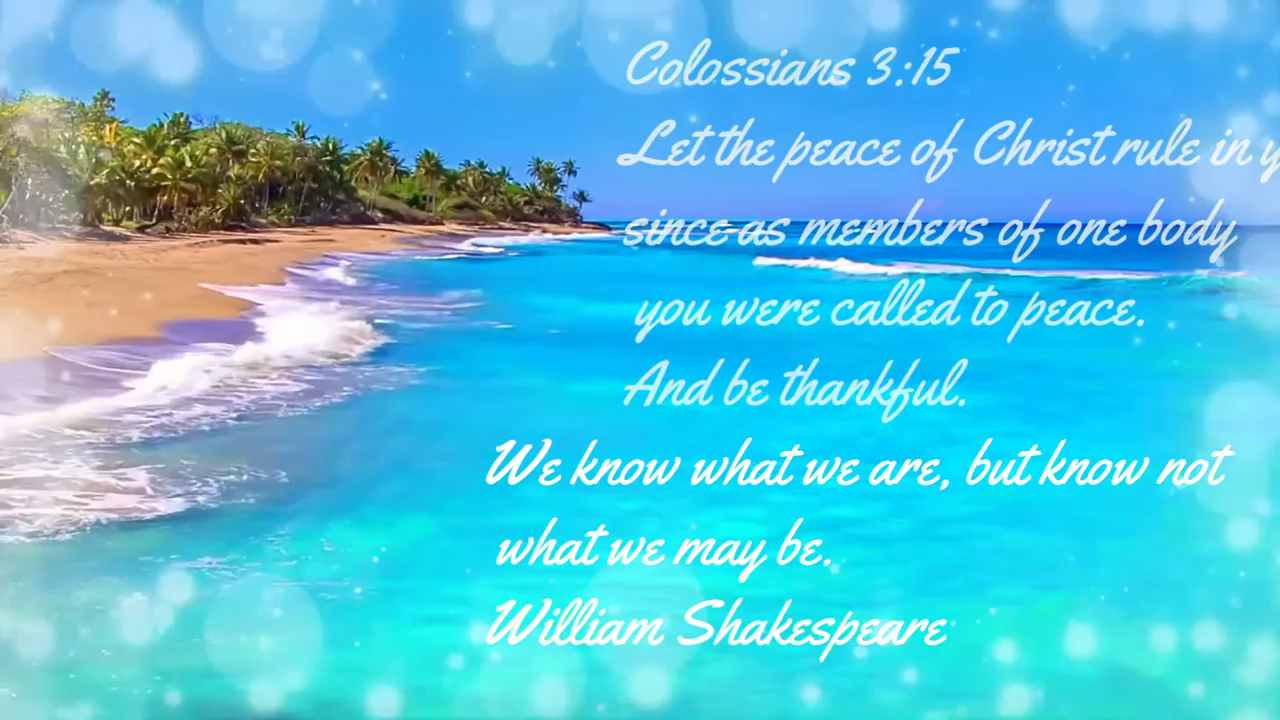 Colossians 3:15
Let the peace of Christ rule in
since as members of one body
you were called to peace.
And be thankful.
We know what we are, but know not
what we may be.
William Shakespeare